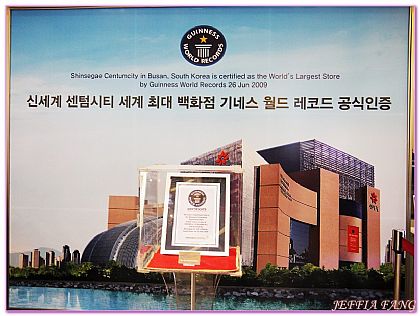 GUINNESS
WORLD RECORDS
Shinsegae Centumcity in Busan, South Korea is certified as the World's Largest Store
by Guinness World Records 26 Jun 2009
신세계 센텀시티 세계 최대 백화점 기네스 월드 레코드 공식인증
CERTIFICATE
JEFFIA FANG